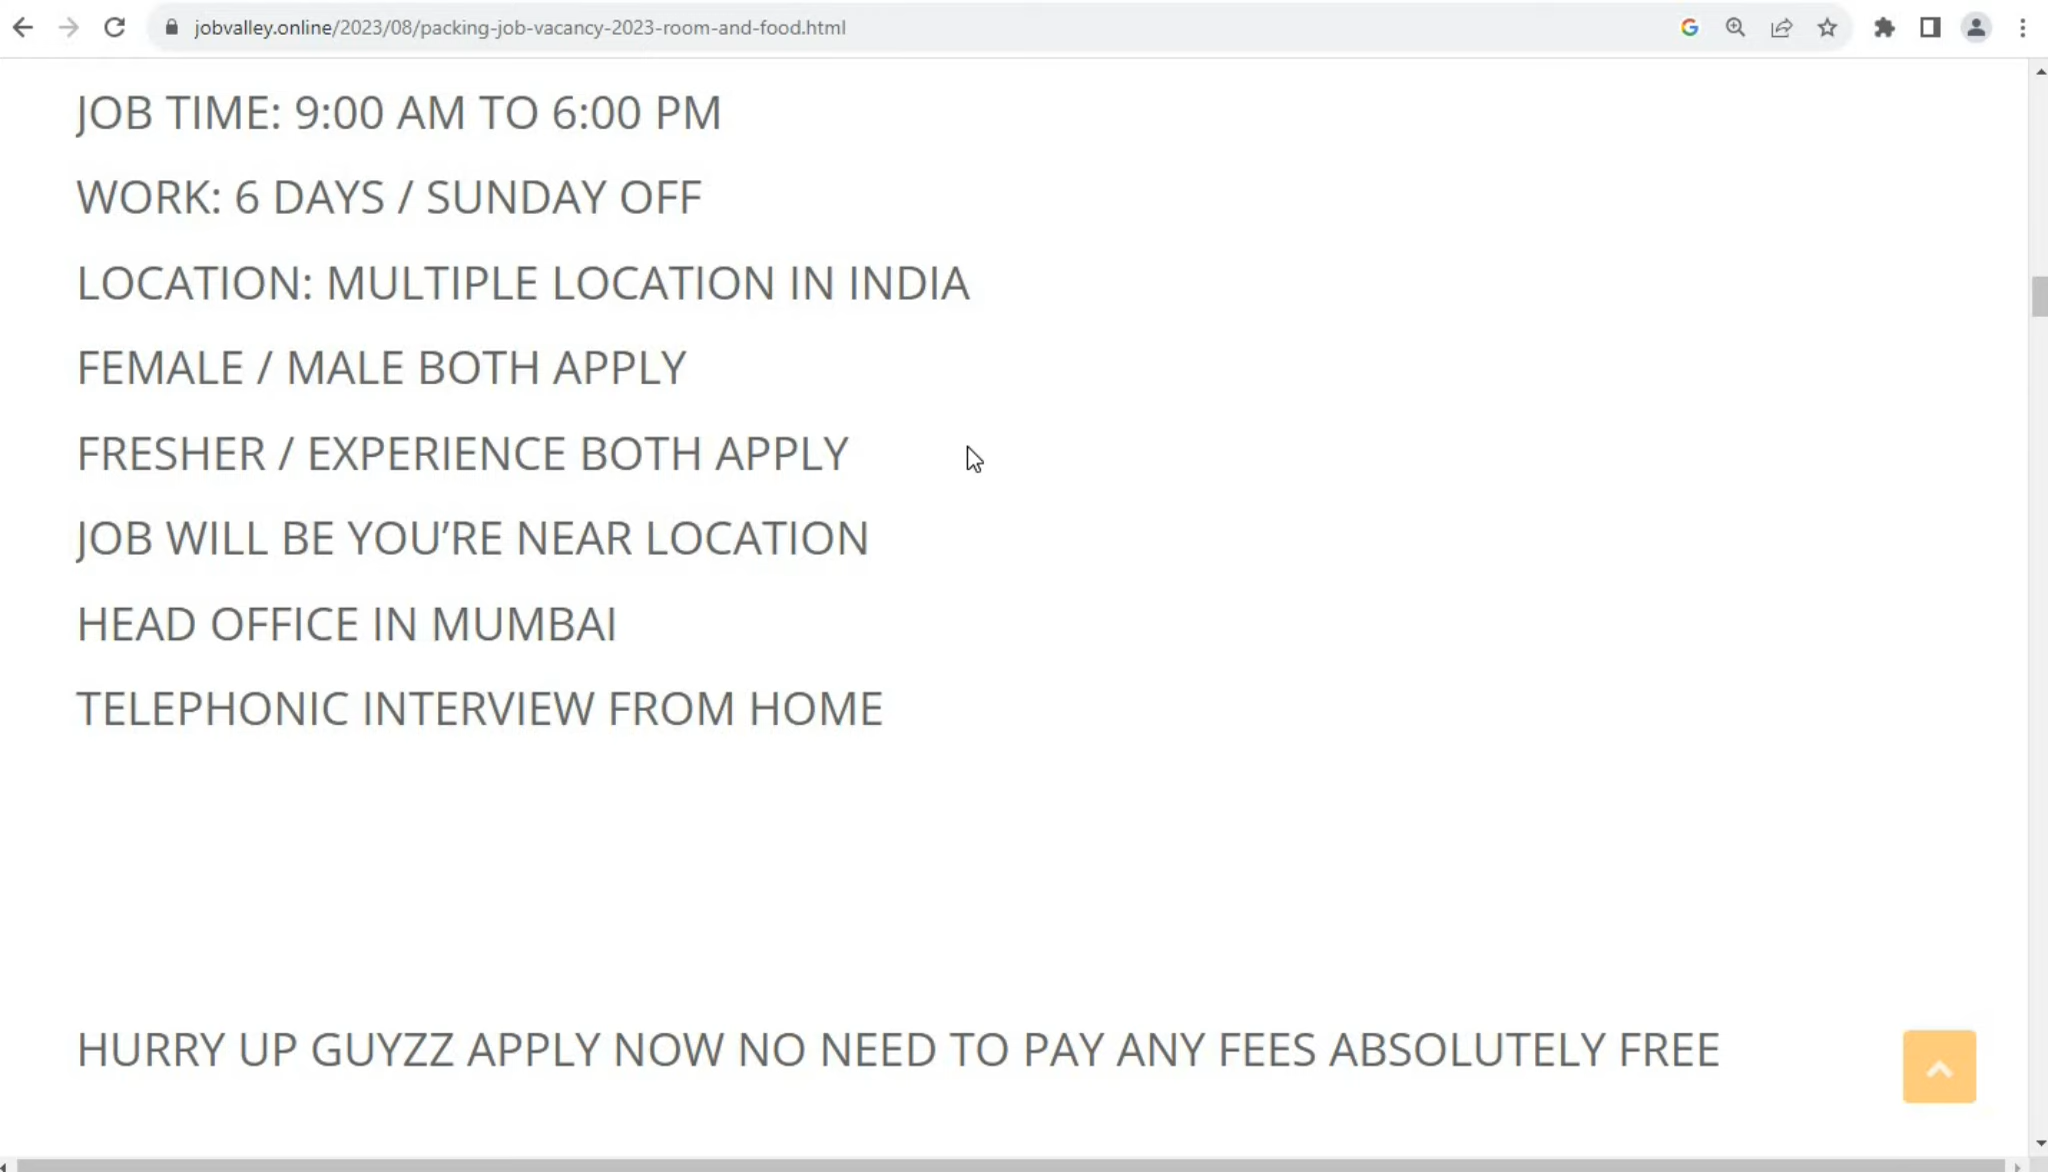 jobvalley.online/2023/08/packing-job-vacancy-2023-room-and-food.html
JOB TIME: 9:00 AM TO 6:00 PM
WORK: 6 DAYS / SUNDAY OFF
LOCATION: MULTIPLE LOCATION IN INDIA
FEMALE / MALE BOTH APPLY
FRESHER / EXPERIENCE BOTH APPLY
JOB WILL BE YOU’RE NEAR LOCATION
HEAD OFFICE IN MUMBAI
TELEPHONIC INTERVIEW FROM HOME
HURRY UP GUYZZ APPLY NOW NO NEED TO PAY ANY FEES ABSOLUTELY FREE